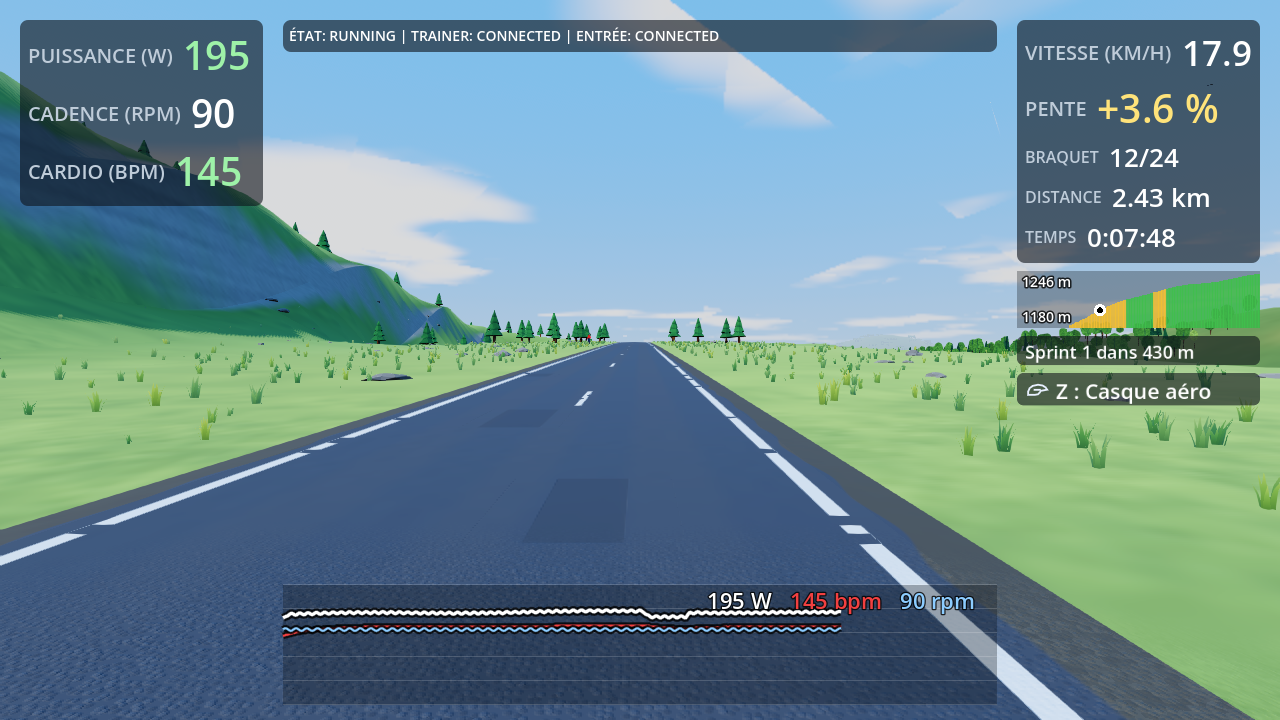 PUISSANCE (W) 195
CADENCE (RPM) 90
CARDIO (BPM) 145
ÉTAT: RUNNING | TRAINER: CONNECTED | ENTRÉE: CONNECTED
VITESSE (KM/H) 17.9
PENTE +3.6 %
BRAQUET 12/24
DISTANCE 2.43 km
TEMPS 0:07:48
1246 m
1180 m
Sprint 1 dans 430 m
Z : Casque aéro
195 W 145 bpm 90 rpm